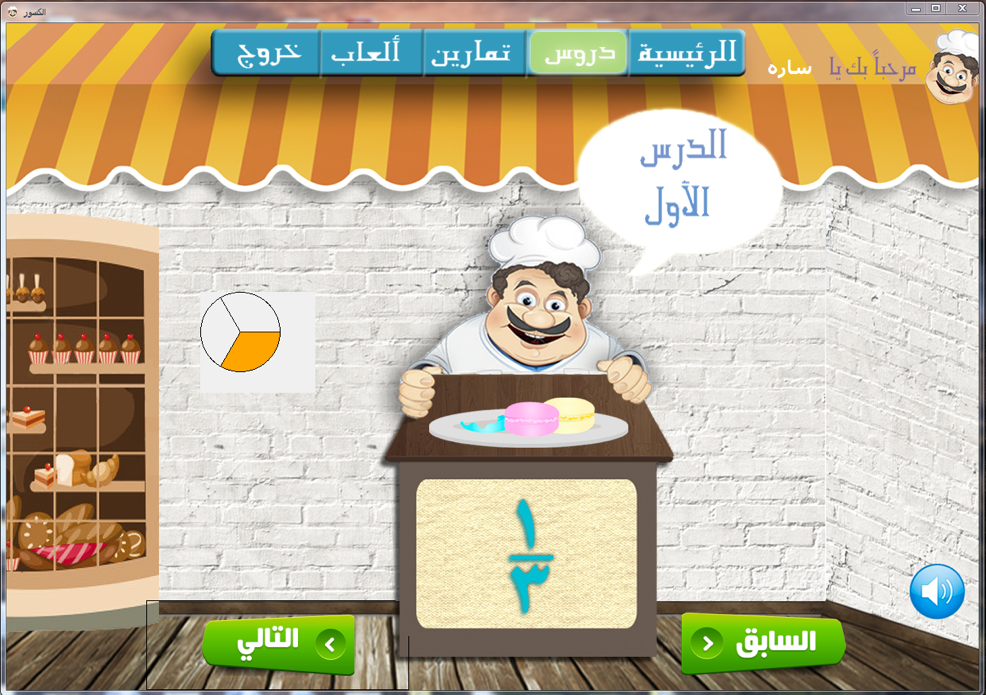 الكسور
الرئيسية
دروس
تمارين
ألعاب
خروج
مرحباً بك يا ساره
الدرس
الأول
١
٣
السابق
التالي